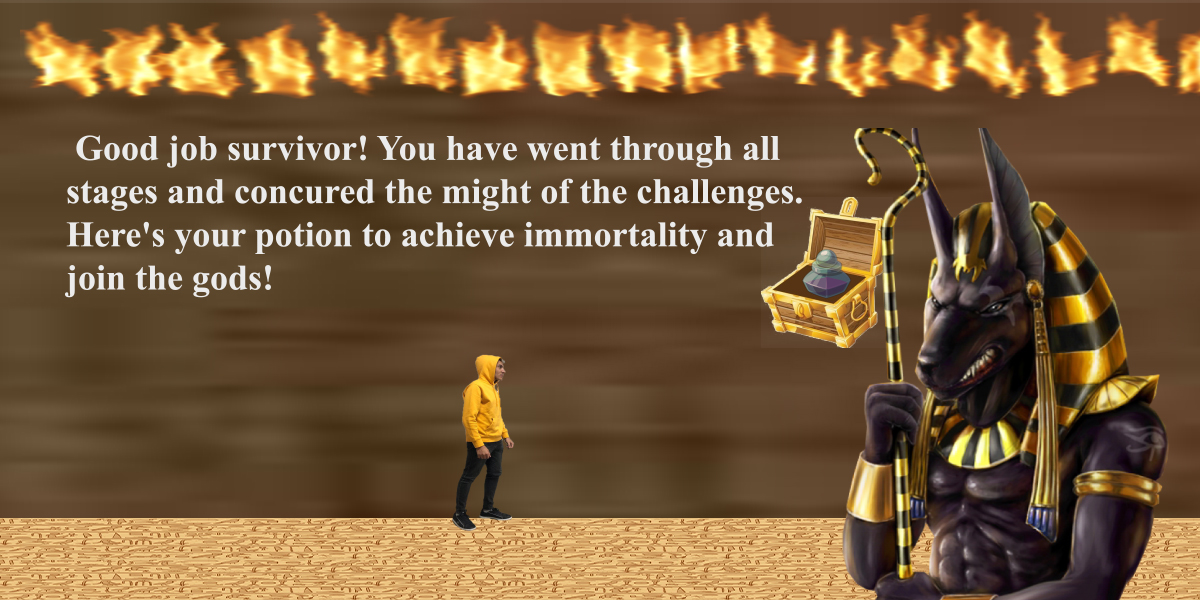 Good job survivor! You have went through all
stages and concured the might of the challenges.
Here's your potion to achieve immortality and
join the gods!